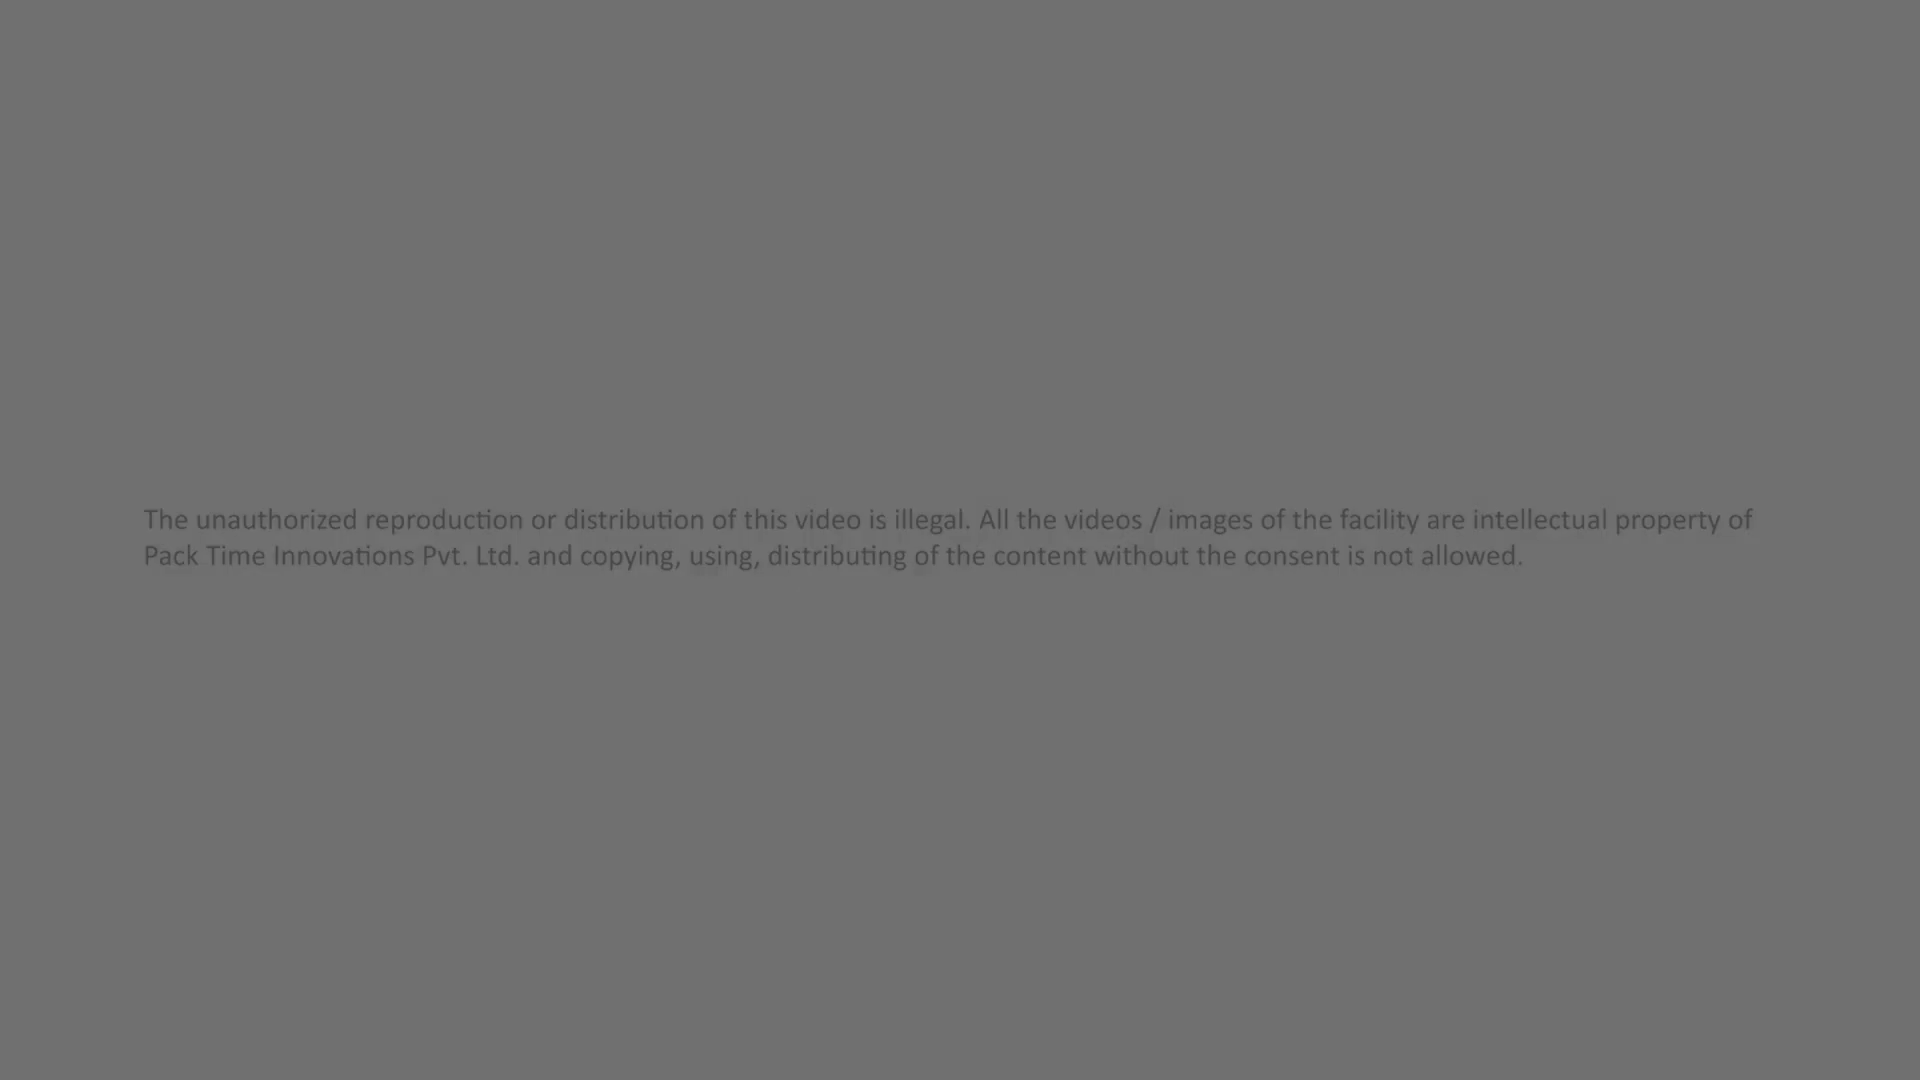 The unauthorized reproduction or distribution of this video is illegal. All the videos / images of the facility are intellectual property of
Pack Time Innovations Pvt. Ltd. and copying, using, distributing of the content without the consent is not allowed.